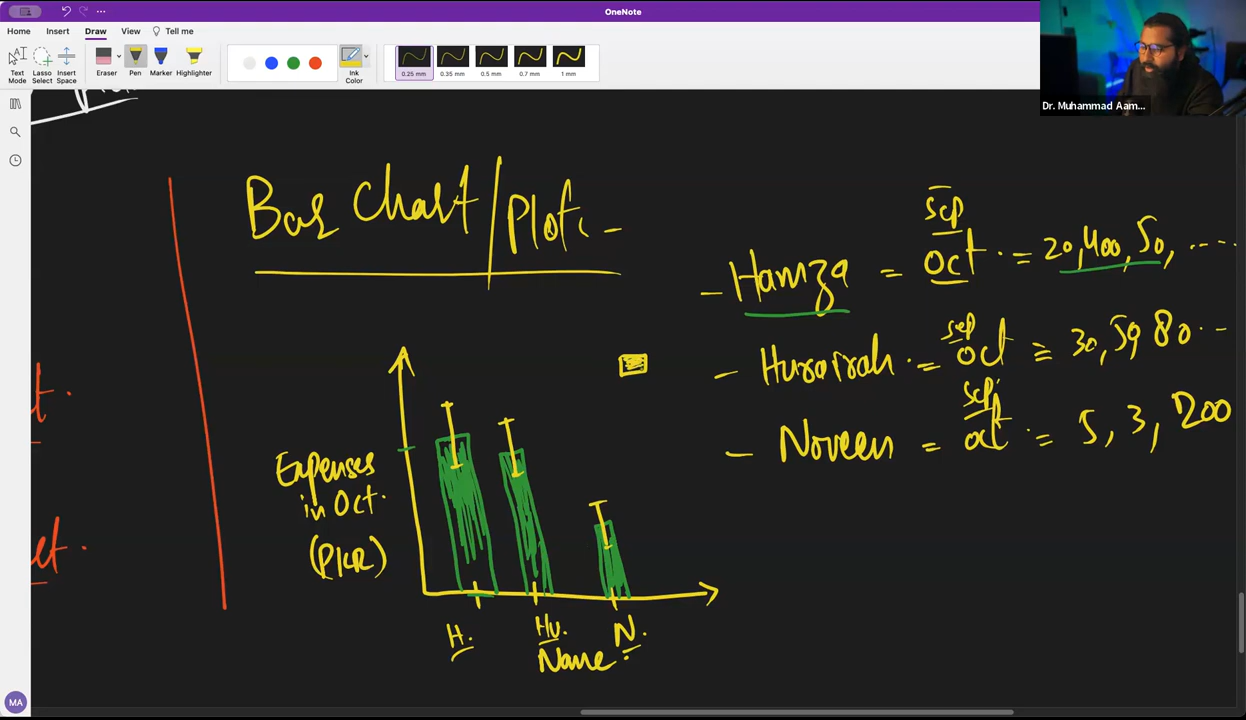 OneNote
Home Insert Draw View Tell me
Text Mode
Lasso Select
Insert Space
Eraser
Pen
Marker
Highlighter
Ink Color
0.25 mm 0.35 mm 0.5 mm 0.7 mm 1 mm
Dr. Muhammad Aam...
Bar Chart / Plot
- Hamza = Sep Oct = 20, 400, 50, ....
- Hurairah = Sep Oct = 30, 59 80 ..
- Noveen = Sep Oct = 5, 3, 1200
Expenses
in Oct.
(PKR)
H. Hu. N.
Name
MA